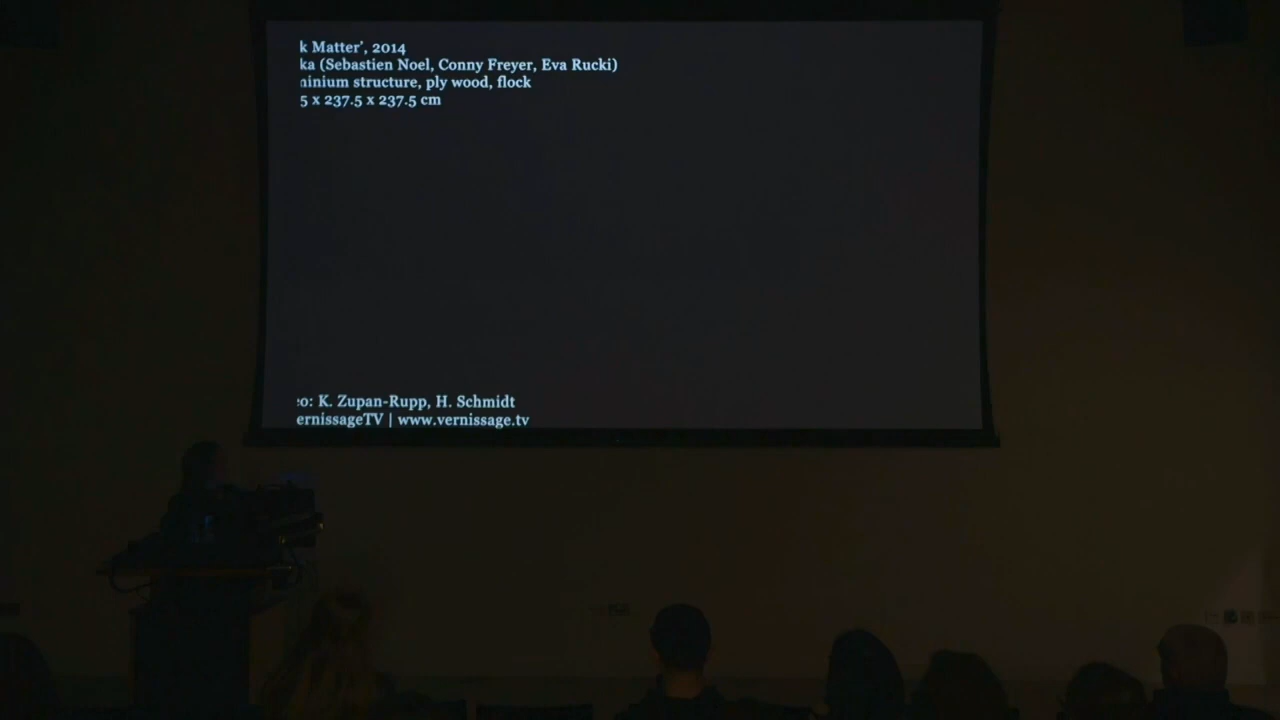 k Matter’, 2014
ka (Sebastien Noel, Conny Freyer, Eva Rucki)
ninium structure, ply wood, flock
5 x 237.5 x 237.5 cm
eo: K. Zupan-Rupp, H. Schmidt
ernissageTV | www.vernissage.tv